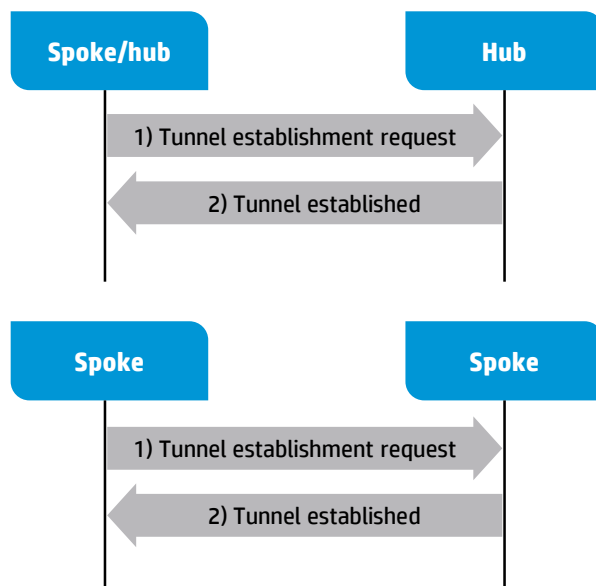 Spoke/hub
Hub
1) Tunnel establishment request
2) Tunnel established
Spoke
Spoke
1) Tunnel establishment request
2) Tunnel established